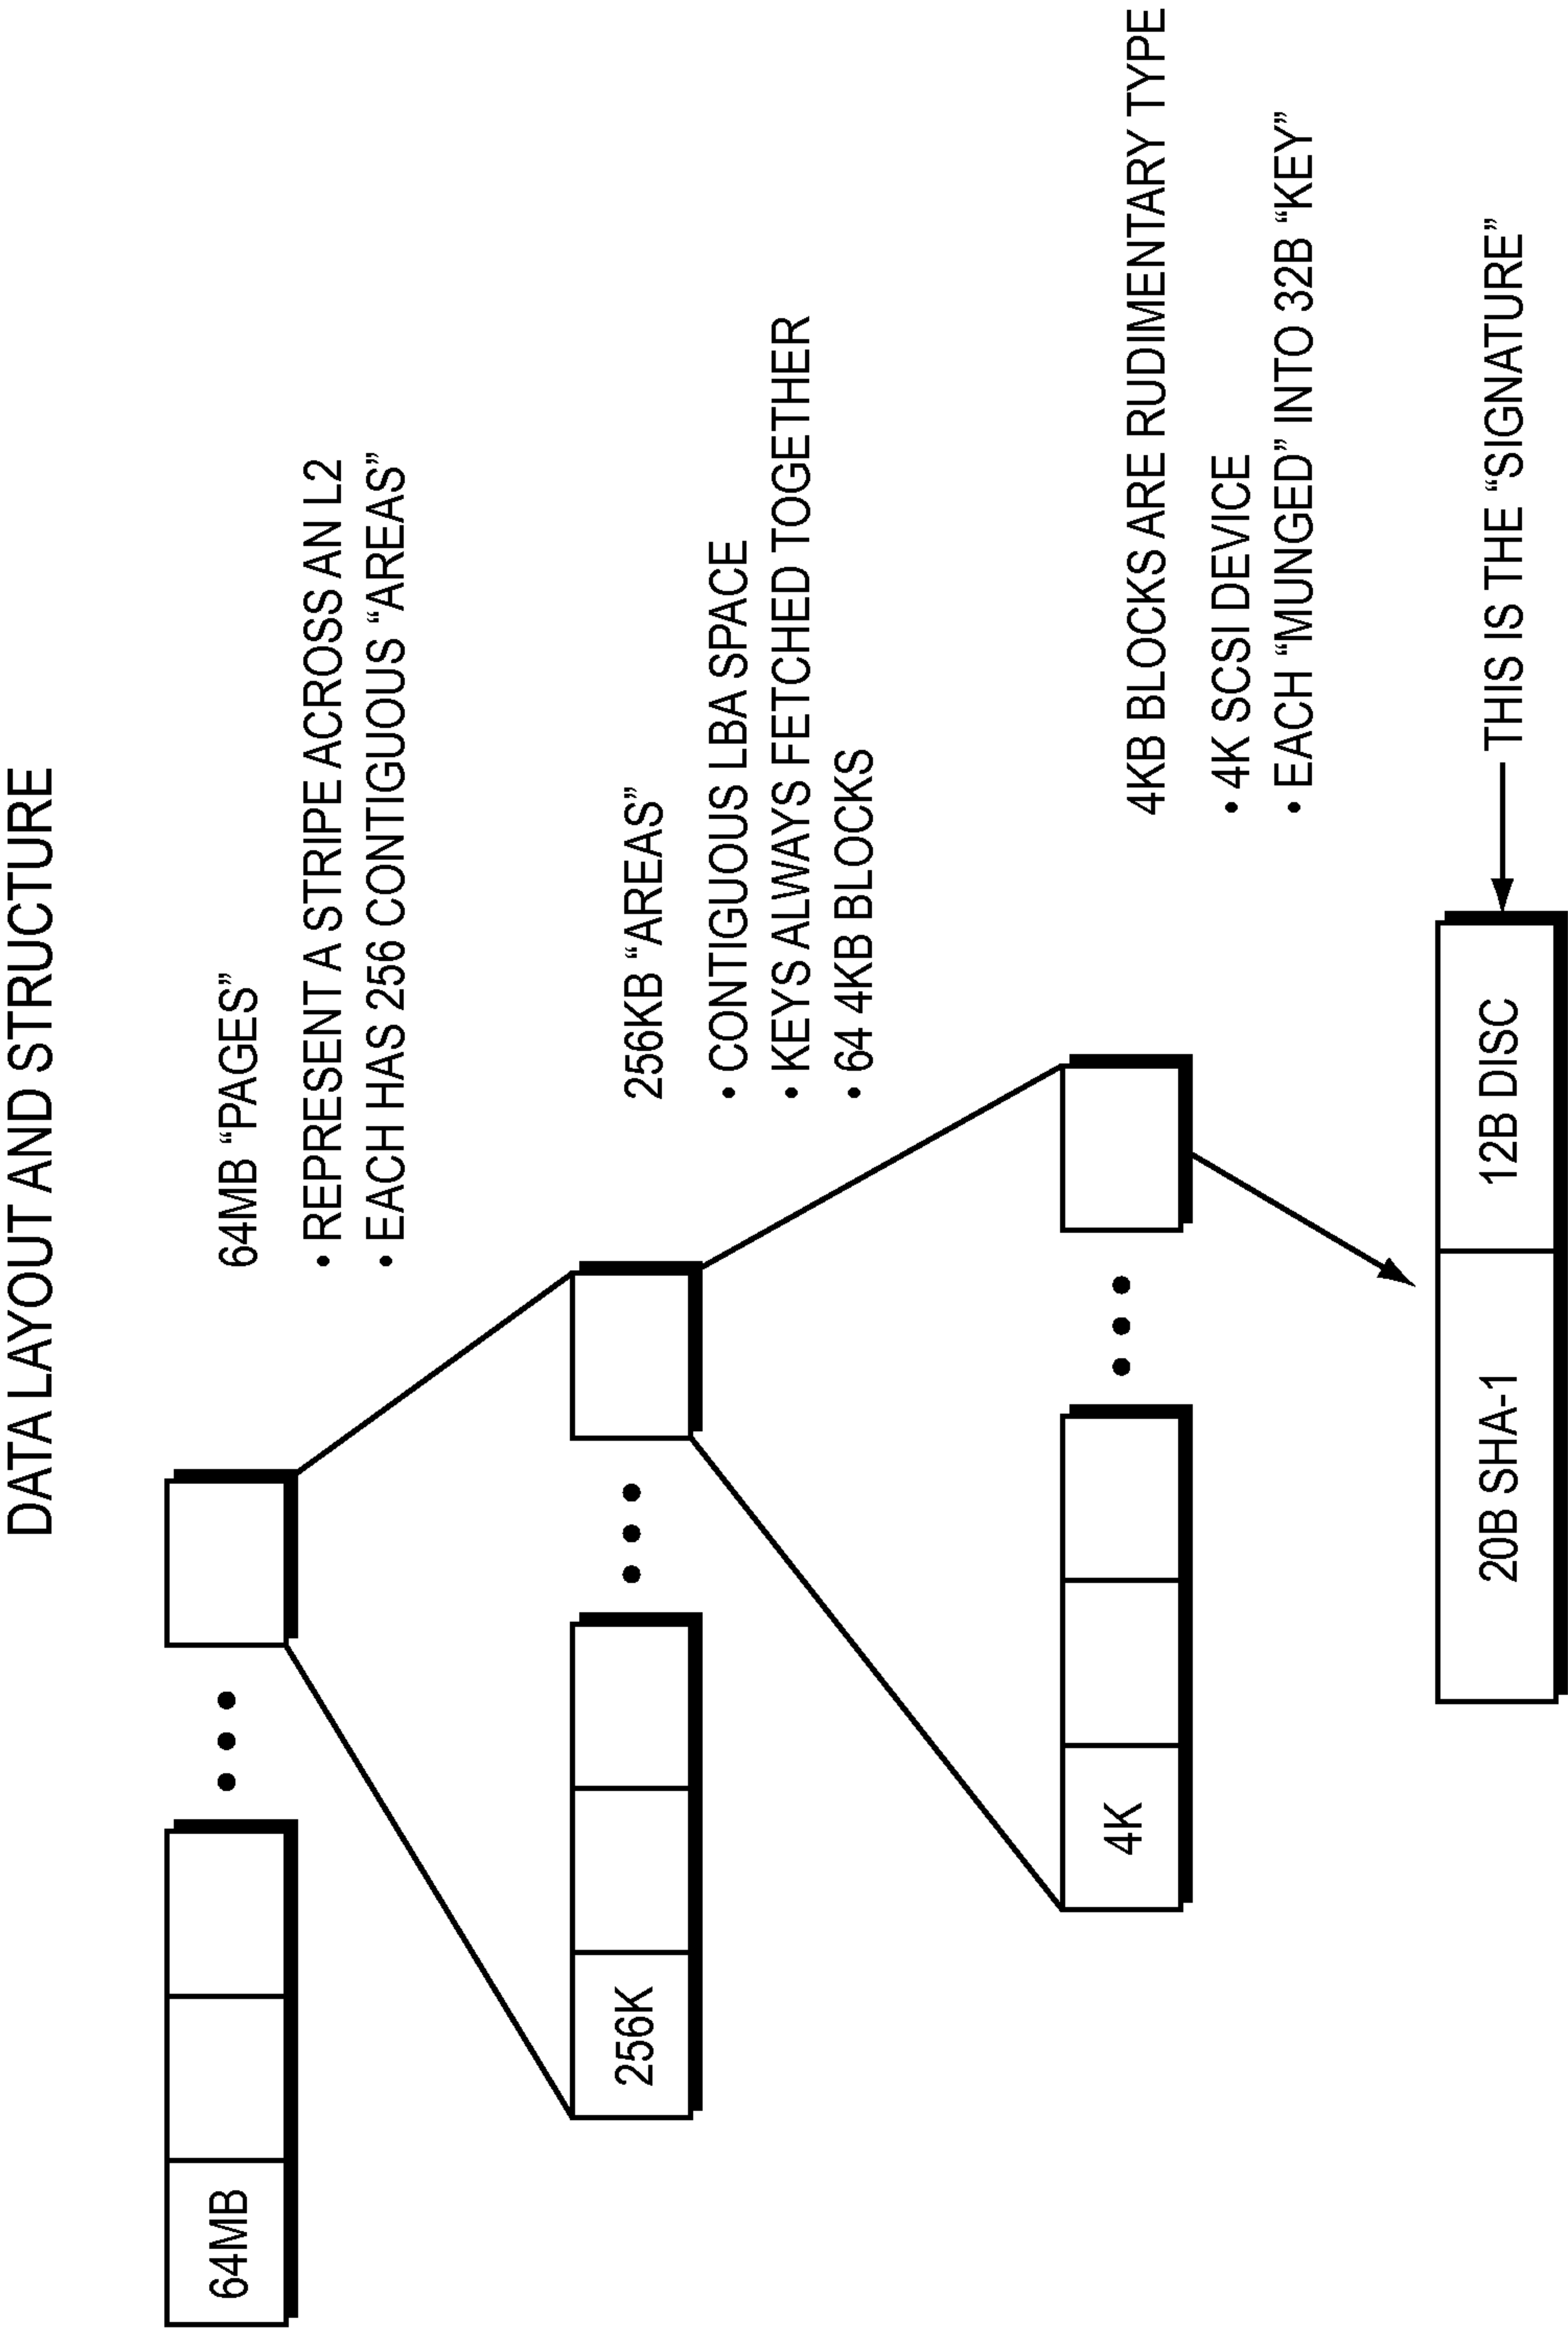 DATA LAYOUT AND STRUCTURE
64MB
64MB “PAGES”
• REPRESENT A STRIPE ACROSS AN L2
• EACH HAS 256 CONTIGUOUS “AREAS”
256K
256KB “AREAS”
• CONTIGUOUS LBA SPACE
• KEYS ALWAYS FETCHED TOGETHER
• 64 4KB BLOCKS
4K
4KB BLOCKS ARE RUDIMENTARY TYPE
• 4K SCSI DEVICE
• EACH “MUNGED” INTO 32B “KEY”
20B SHA-1
12B DISC
THIS IS THE “SIGNATURE”